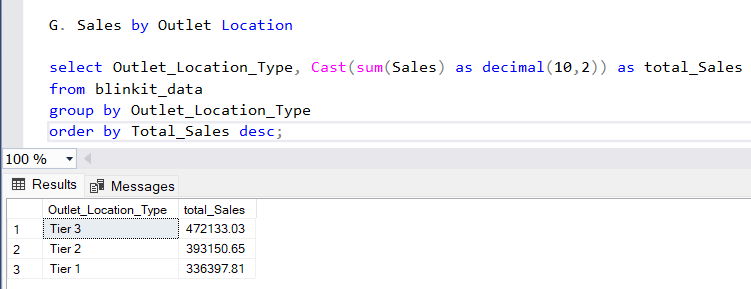 G. Sales by Outlet Location
select Outlet_Location_Type, Cast(sum(Sales) as decimal(10,2)) as total_Sales
from blinkit_data
group by Outlet_Location_Type
order by Total_Sales desc;
100 %
Results Messages
Outlet_Location_Type total_Sales
1 Tier 3 472133.03
2 Tier 2 393150.65
3 Tier 1 336397.81